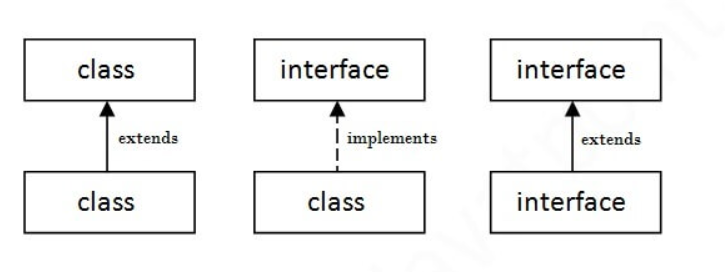 class
interface
interface
extends
implements
extends
class
class
interface